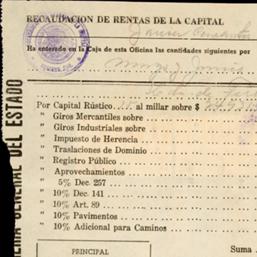 RECAUDACION DE RENTAS DE LA CAPITAL
Ha enterado en la Caja de esta Oficina las cantidades siguientes por
Por Capital Rústico al millar sobre $
" Giros Mercantiles sobre
" Giros Industriales sobre
" Impuesto de Herencia
" Traslaciones de Dominio
" Registro Público
" Aprovechamientos
" 5% Dec. 257
" 10% Dec. 141
" 10% Art. 89
" 10% Pavimentos
" 10% Adicional para Caminos
PRINCIPAL
Suma
GENERAL DEL ESTADO